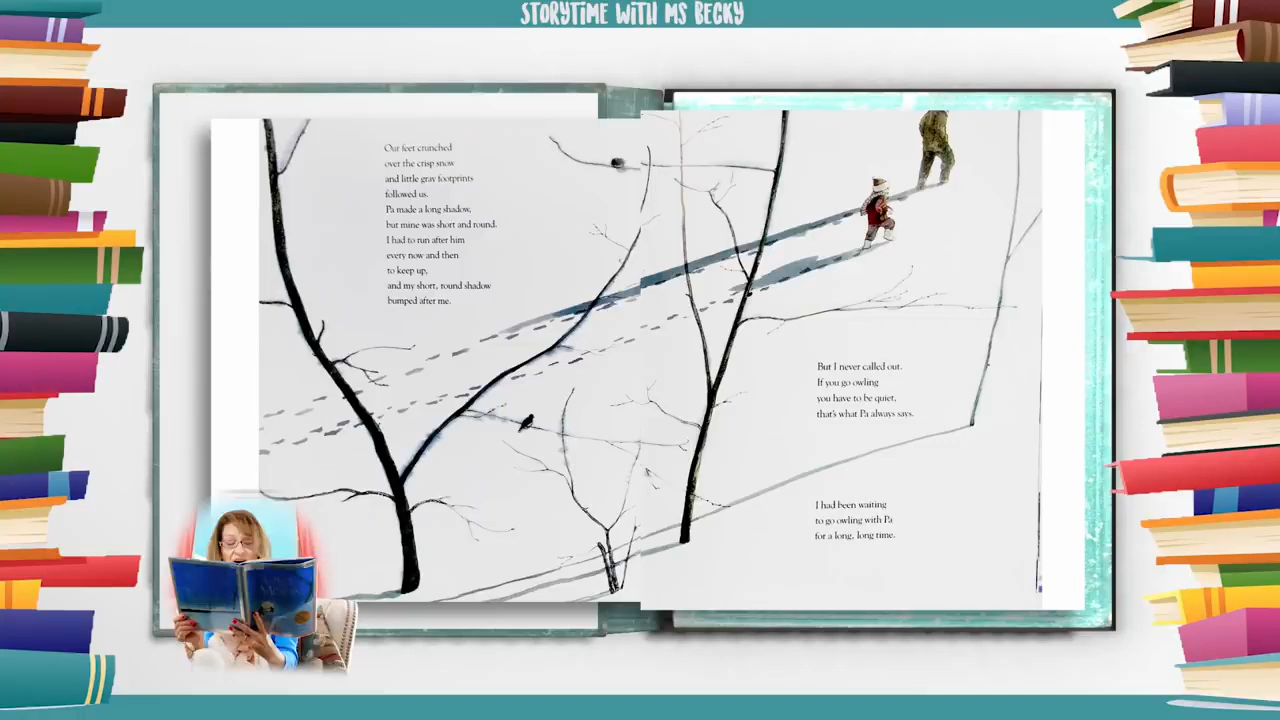 STORYTIME WITH MS BECKY
Our feet crunched
over the crisp snow
and little gray footprints
followed us.
Pa made a long shadow,
but mine was short and round.
I had to run after him
every now and then
to keep up,
and my short, round shadow
bumped after me.
But I never called out.
If you go owling
you have to be quiet,
that's what Pa always says.
I had been waiting
to go owling with Pa
for a long, long time.